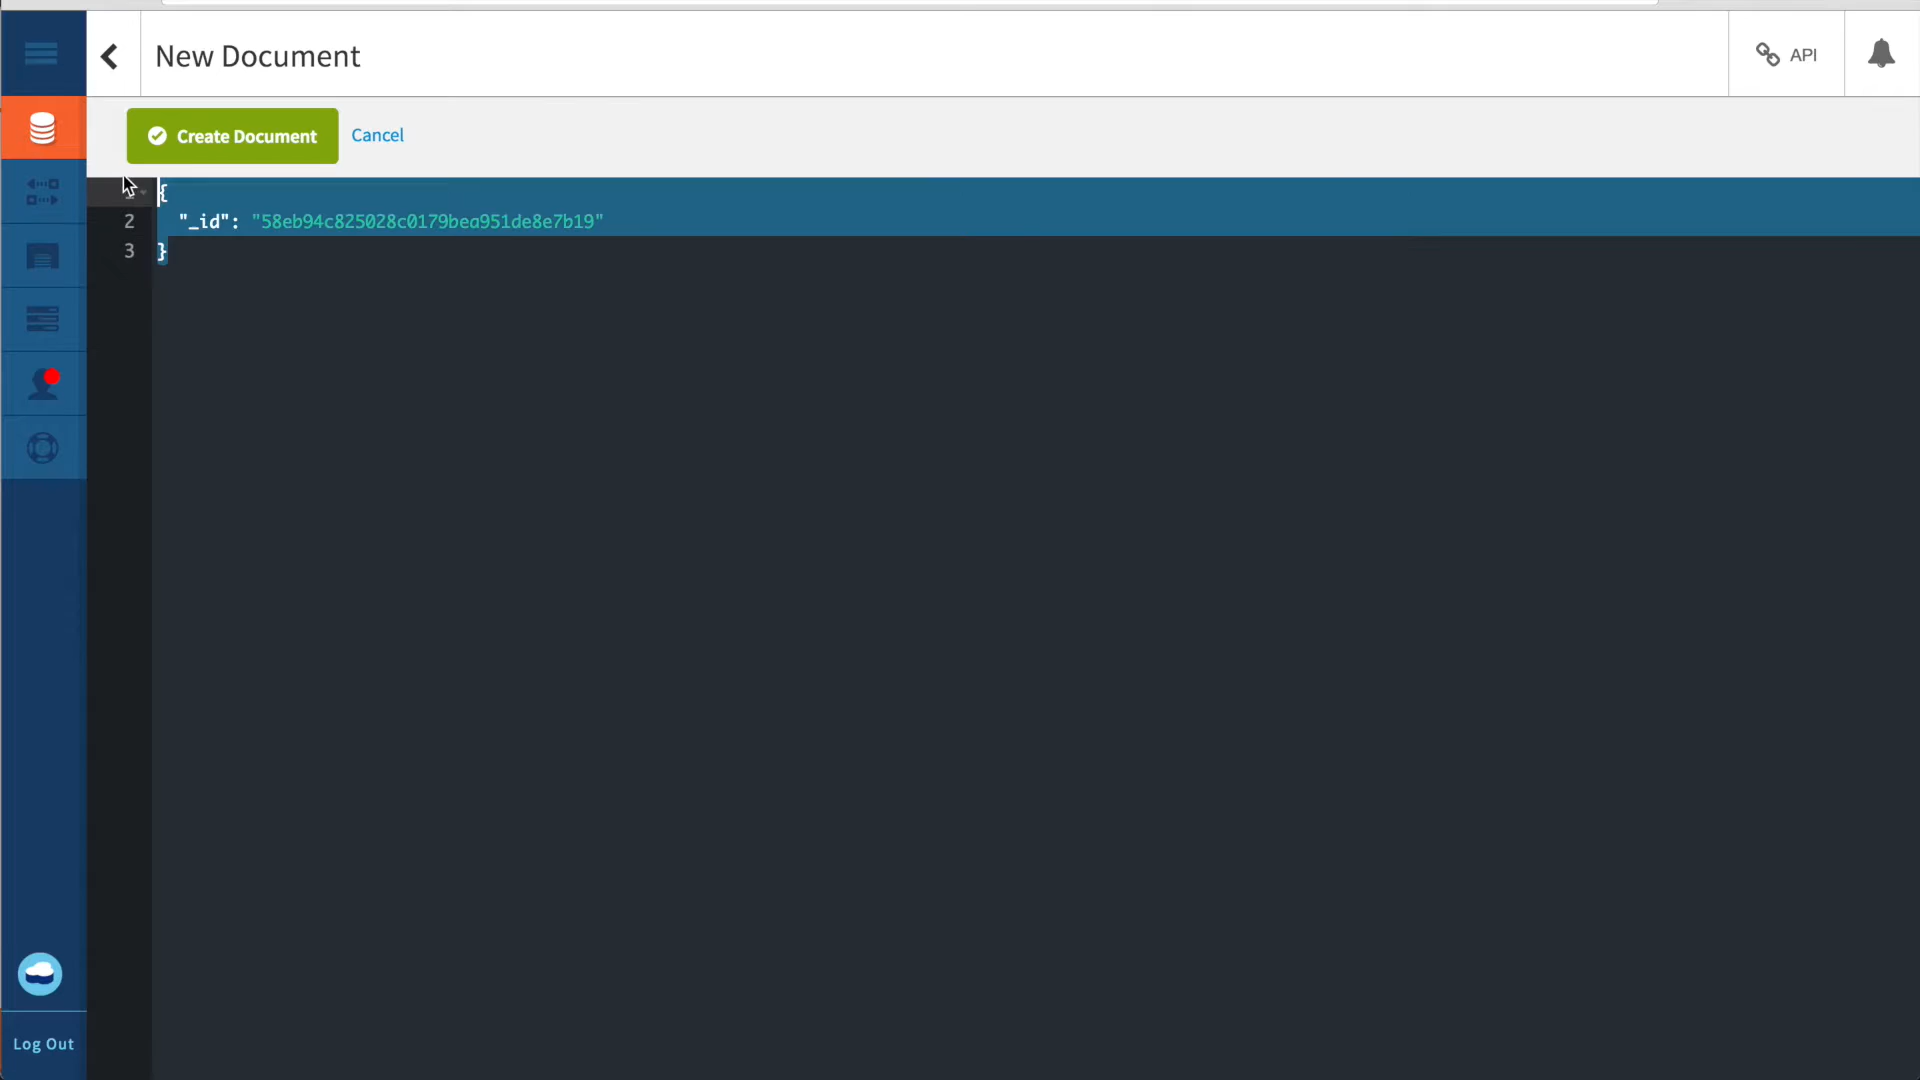 New Document
API
Create Document
Cancel
{
2 "_id": "58eb94c825028c0179bea951de8e7b19"
3 }
Log Out